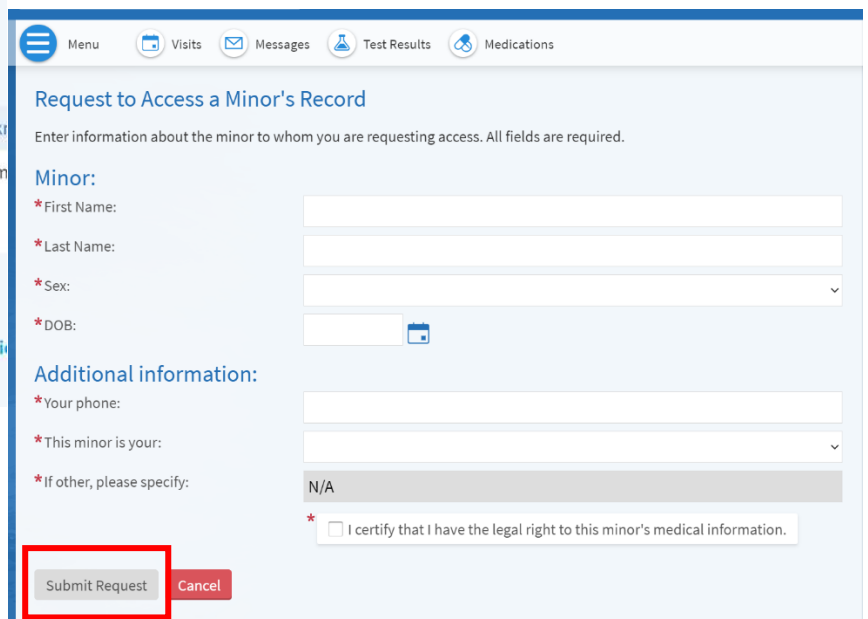 Menu Visits Messages Test Results Medications
Request to Access a Minor's Record
Enter information about the minor to whom you are requesting access. All fields are required.
Minor:
*First Name:
*Last Name:
*Sex:
*DOB:
Additional information:
*Your phone:
*This minor is your:
*If other, please specify: N/A
* I certify that I have the legal right to this minor's medical information.
Submit Request Cancel